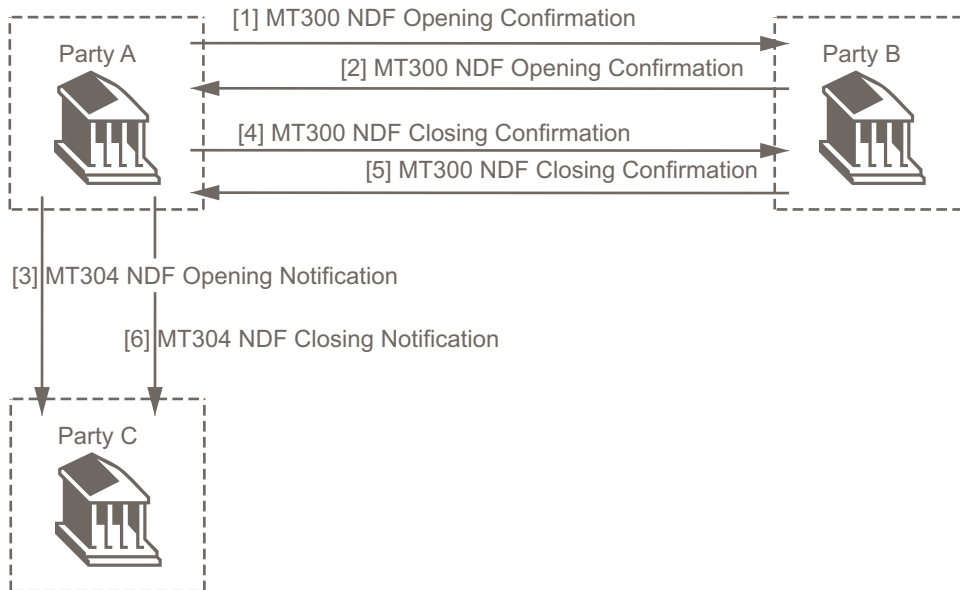 [1] MT300 NDF Opening Confirmation
Party A
Party B
[2] MT300 NDF Opening Confirmation
[4] MT300 NDF Closing Confirmation
[5] MT300 NDF Closing Confirmation
[3] MT304 NDF Opening Notification
[6] MT304 NDF Closing Notification
Party C